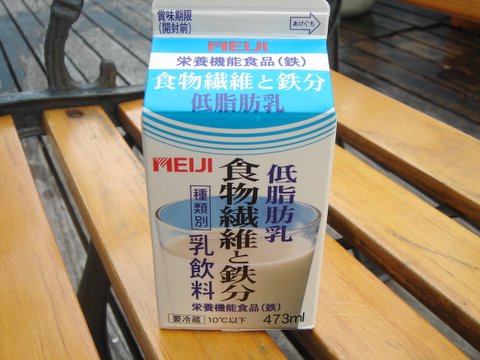 賞味期限
(開封前)
あけぐち
MEIJI
栄養機能食品(鉄)
食物繊維と鉄分
低脂肪乳
MEIJI
低脂肪乳
食物繊維と鉄分
種類別
乳飲料
栄養機能食品(鉄)
要冷蔵 10℃以下
473ml